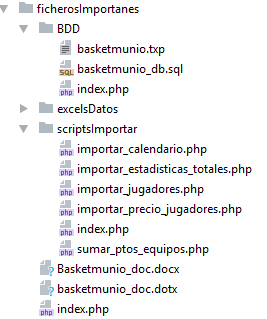 ficherosImportanes
BDD
basketmunio.txp
basketmunio_db.sql
index.php
excelsDatos
scriptsImportar
importar_calendario.php
importar_estadisticas_totales.php
importar_jugadores.php
importar_precio_jugadores.php
index.php
sumar_ptos_equipos.php
Basketmunio_doc.docx
basketmunio_doc.dotx
index.php